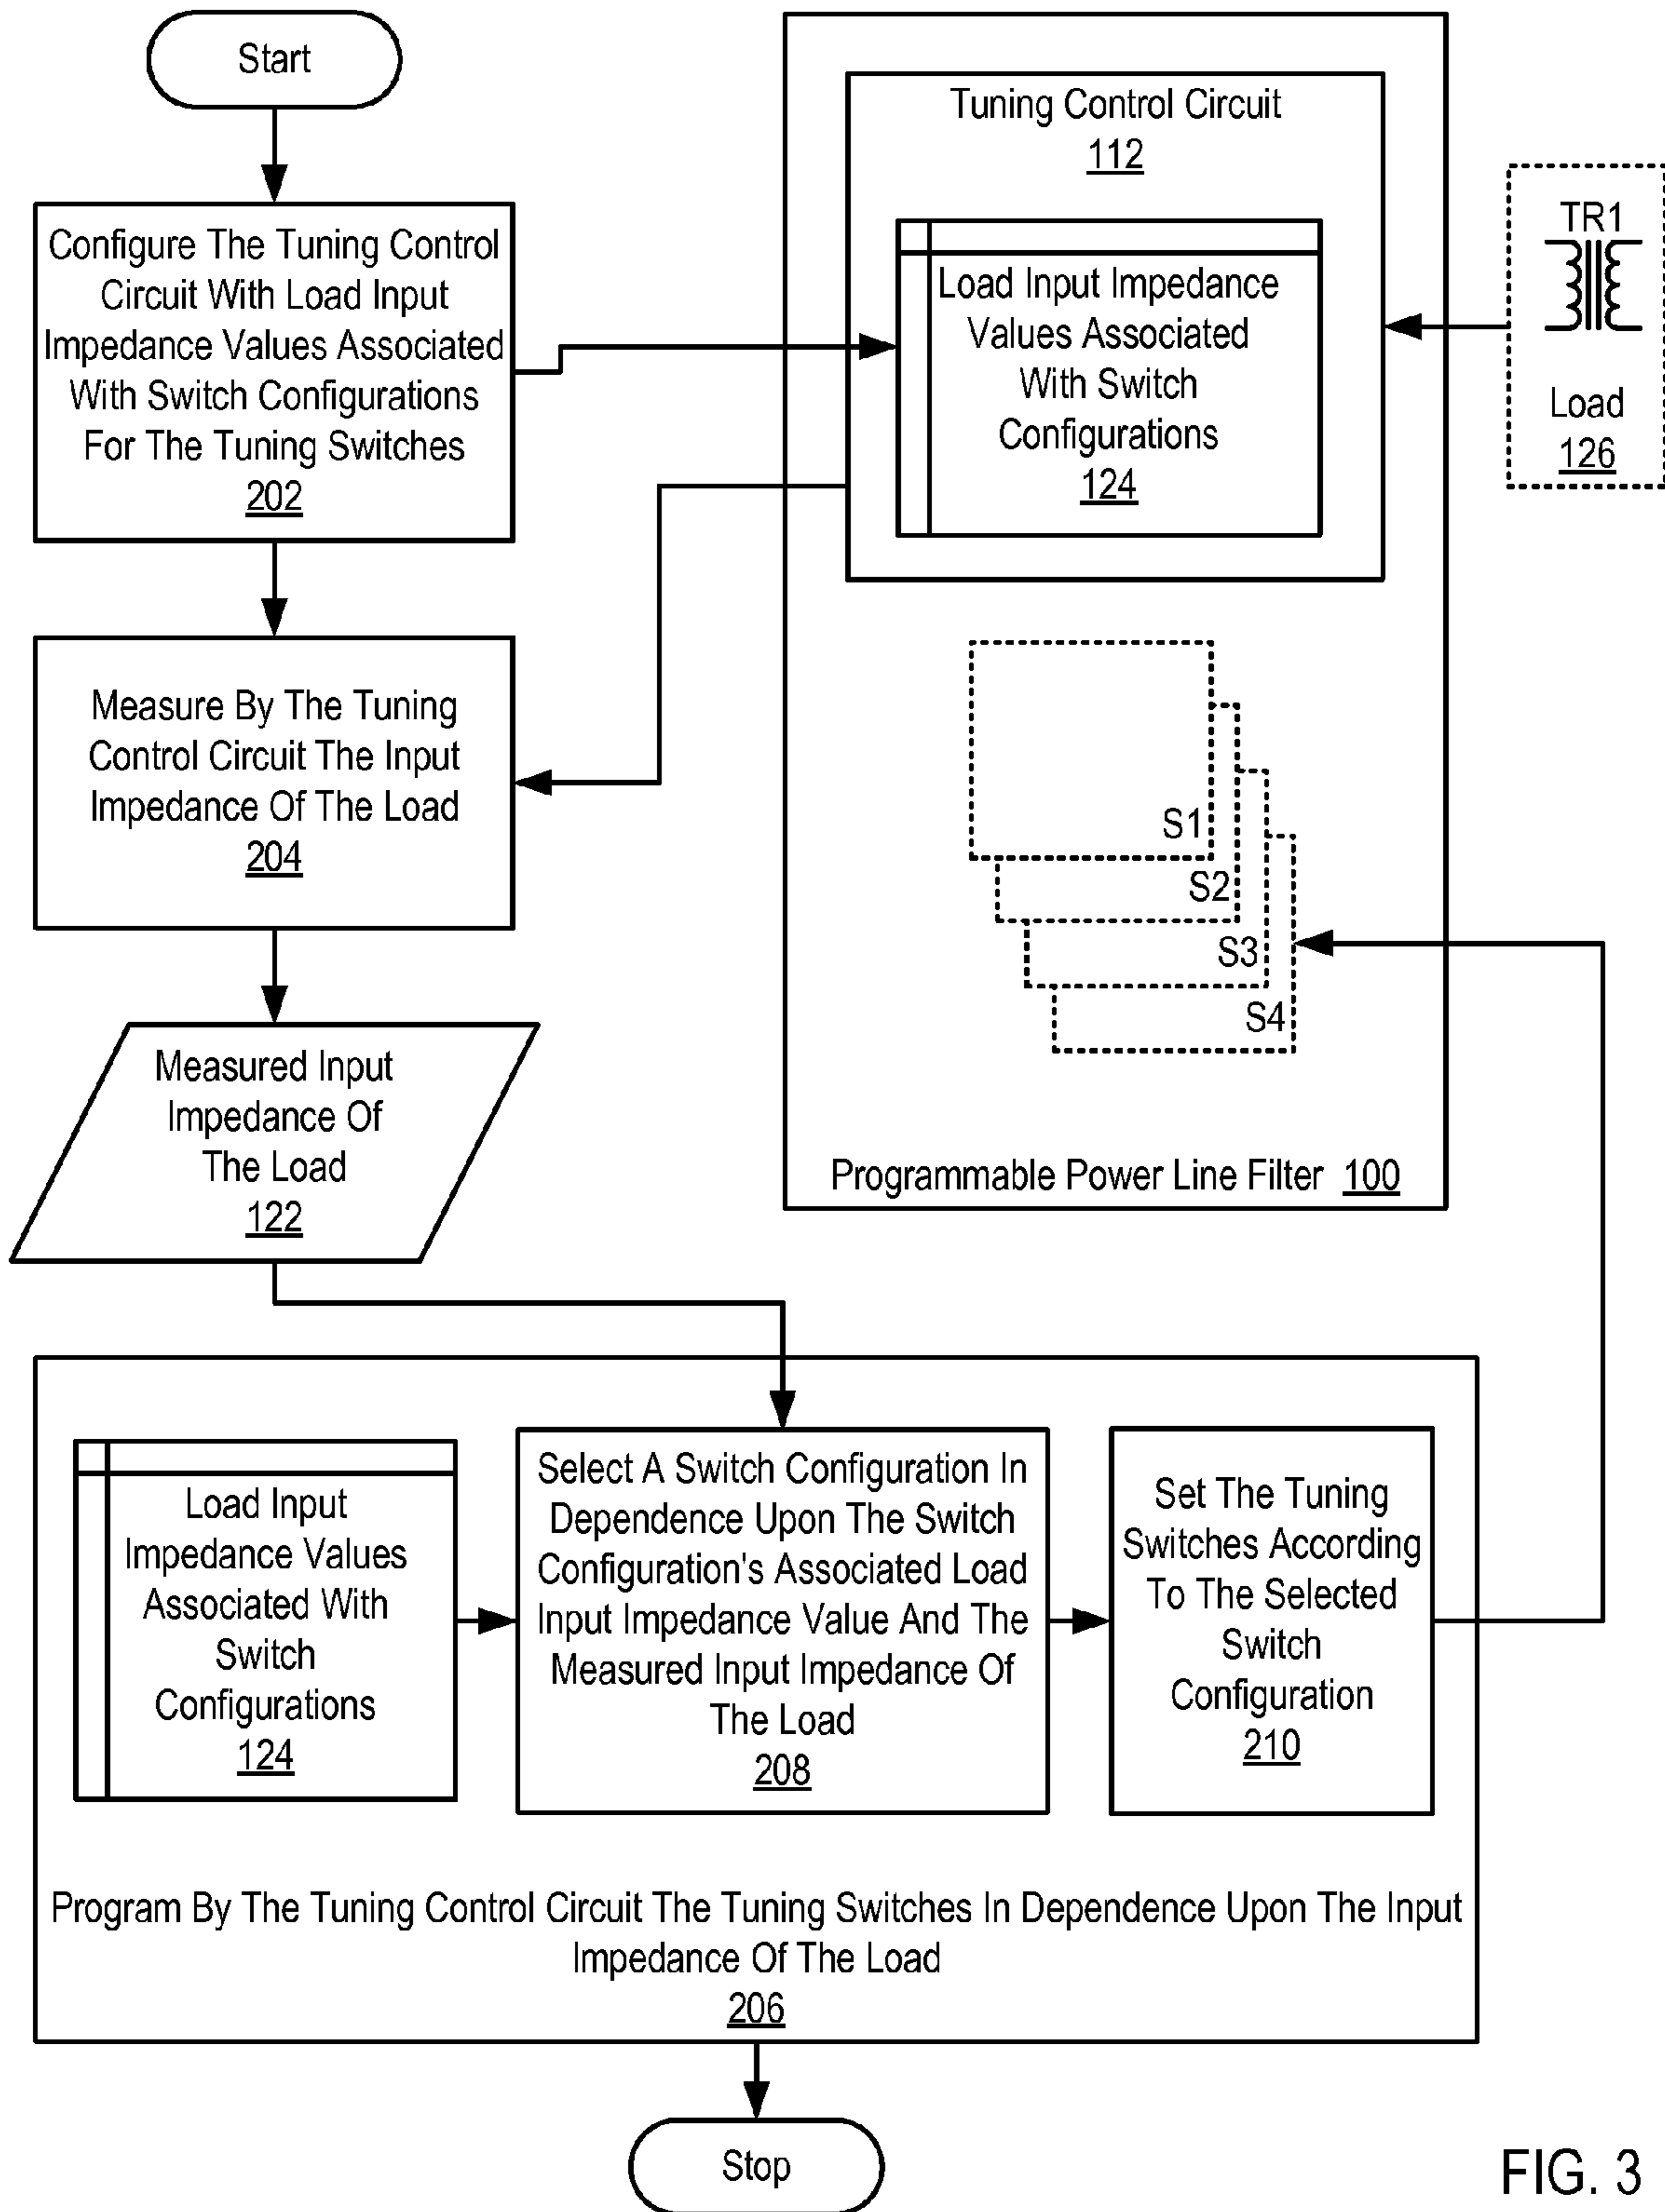 Start
Configure The Tuning Control
Circuit With Load Input
Impedance Values Associated
With Switch Configurations
For The Tuning Switches
202
Tuning Control Circuit
112
Load Input Impedance
Values Associated
With Switch
Configurations
124
TR1
Load
126
Measure By The Tuning
Control Circuit The Input
Impedance Of The Load
204
S1
S2
S3
S4
Programmable Power Line Filter 100
Measured Input
Impedance Of
The Load
122
Load Input
Impedance Values
Associated With
Switch
Configurations
124
Select A Switch Configuration In
Dependence Upon The Switch
Configuration's Associated Load
Input Impedance Value And The
Measured Input Impedance Of
The Load
208
Set The Tuning
Switches According
To The Selected
Switch
Configuration
210
Program By The Tuning Control Circuit The Tuning Switches In Dependence Upon The Input
Impedance Of The Load
206
Stop
FIG. 3